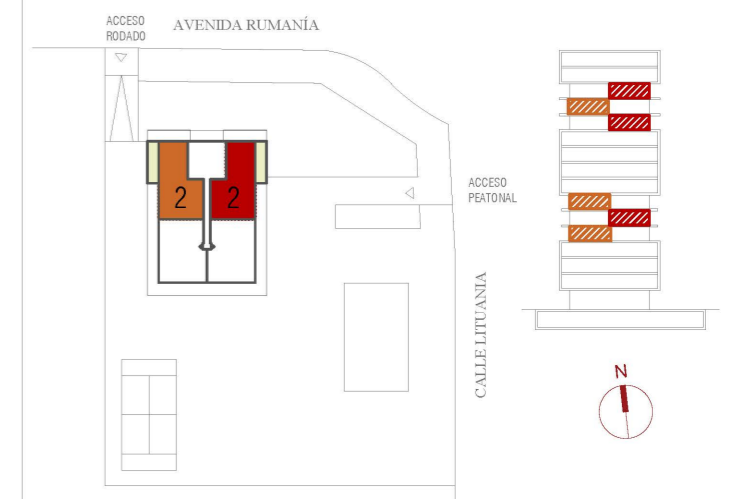 ACCESO
RODADO
AVENIDA RUMANÍA
2
2
ACCESO
PEATONAL
CALLE LITUANIA
N